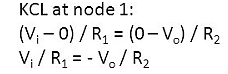 KCL at node 1:
(Vᵢ – 0) / R₁ = (0 – Vₒ) / R₂
Vᵢ / R₁ = - Vₒ / R₂